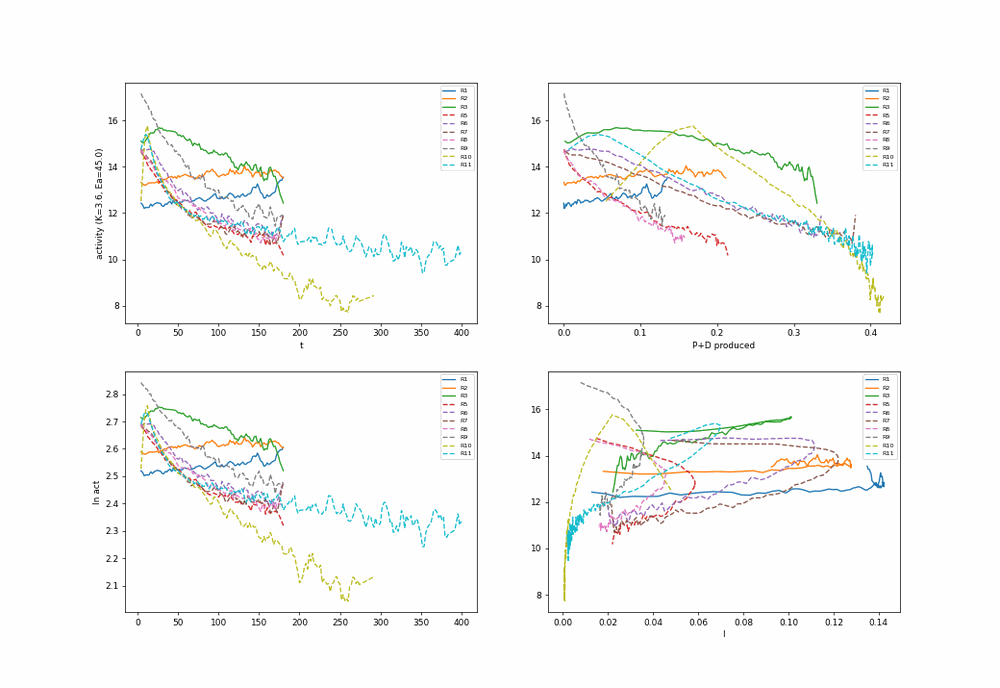 activity (K=3.6, Ea=45.0)
16
14
12
10
8
0 50 100 150 200 250 300 350 400
t
R1
R2
R3
R5
R6
R7
R8
R9
R10
R11
16
14
12
10
8
0.0 0.1 0.2 0.3 0.4
P+D produced
R1
R2
R3
R5
R6
R7
R8
R9
R10
R11
ln act
2.8
2.7
2.6
2.5
2.4
2.3
2.2
2.1
0 50 100 150 200 250 300 350 400
R1
R2
R3
R5
R6
R7
R8
R9
R10
R11
16
14
12
10
8
0.00 0.02 0.04 0.06 0.08 0.10 0.12 0.14
I
R1
R2
R3
R5
R6
R7
R8
R9
R10
R11